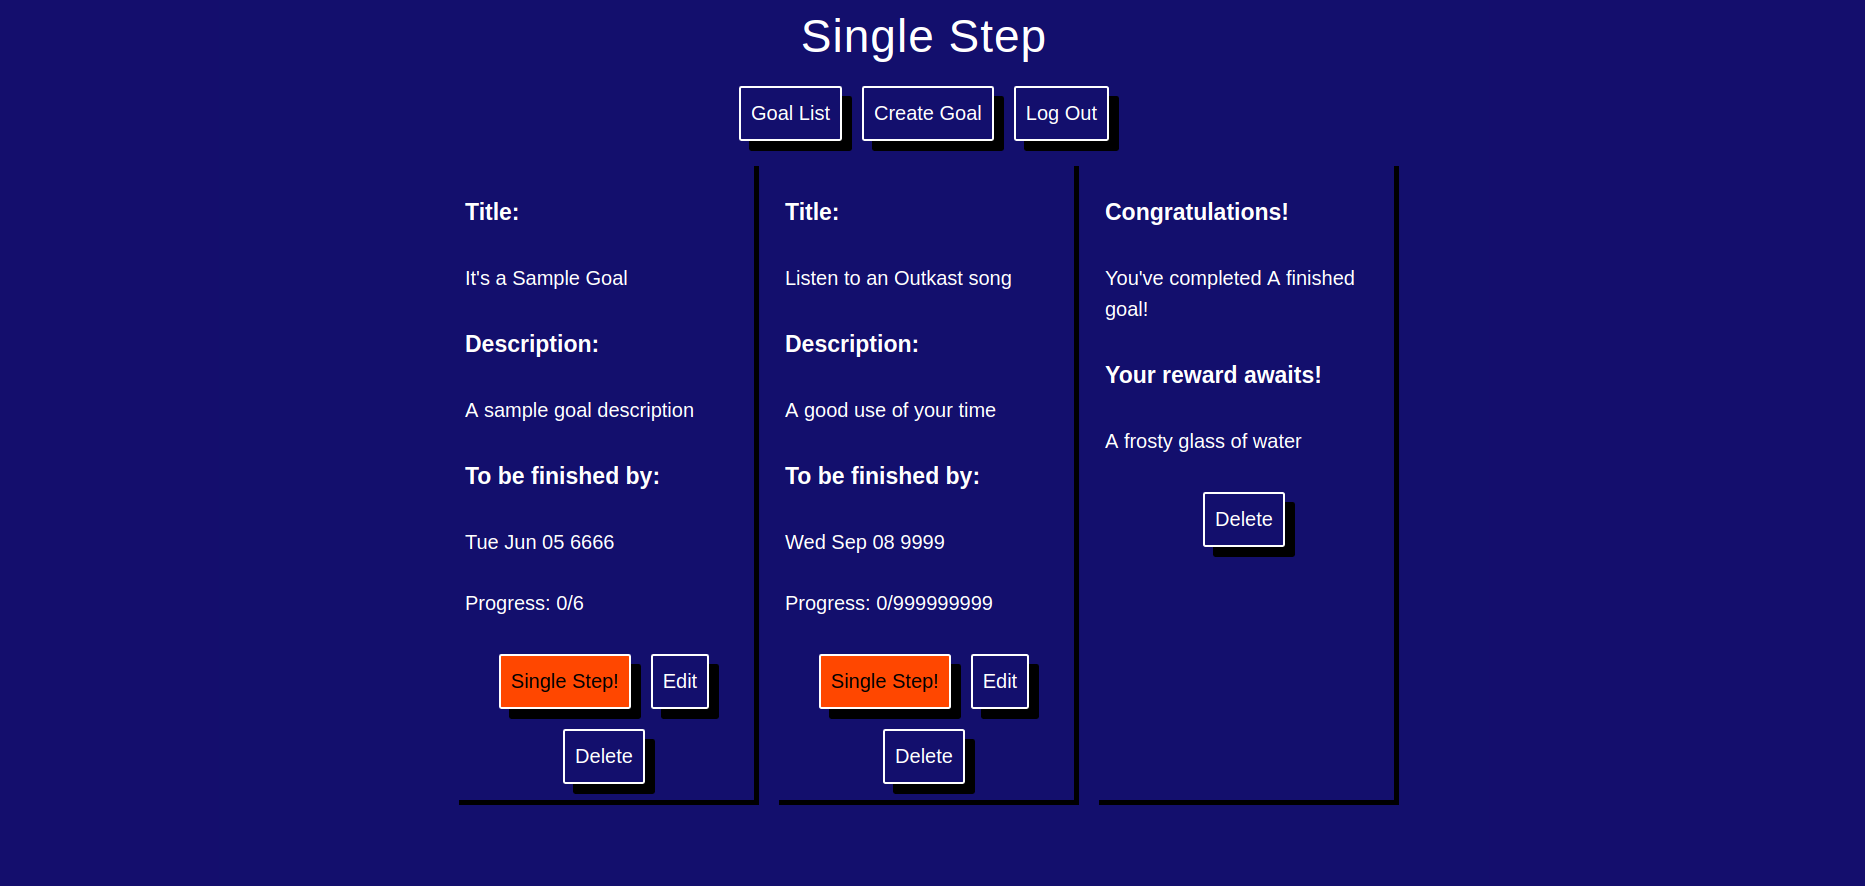 Single Step
Goal List
Create Goal
Log Out
Title:
It's a Sample Goal
Description:
A sample goal description
To be finished by:
Tue Jun 05 6666
Progress: 0/6
Single Step!
Edit
Delete
Title:
Listen to an Outkast song
Description:
A good use of your time
To be finished by:
Wed Sep 08 9999
Progress: 0/999999999
Single Step!
Edit
Delete
Congratulations!
You've completed A finished
goal!
Your reward awaits!
A frosty glass of water
Delete